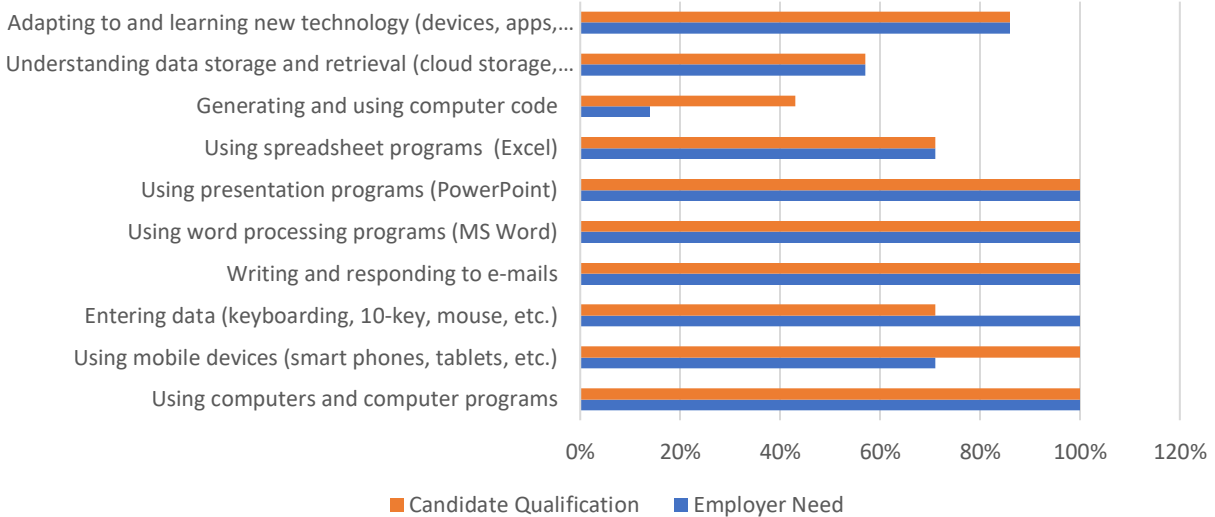 Adapting to and learning new technology (devices, apps,...
Understanding data storage and retrieval (cloud storage,...
Generating and using computer code
Using spreadsheet programs  (Excel)
Using presentation programs (PowerPoint)
Using word processing programs (MS Word)
Writing and responding to e-mails
Entering data (keyboarding, 10-key, mouse, etc.)
Using mobile devices (smart phones, tablets, etc.)
Using computers and computer programs
0% 20% 40% 60% 80% 100% 120%
Candidate Qualification Employer Need